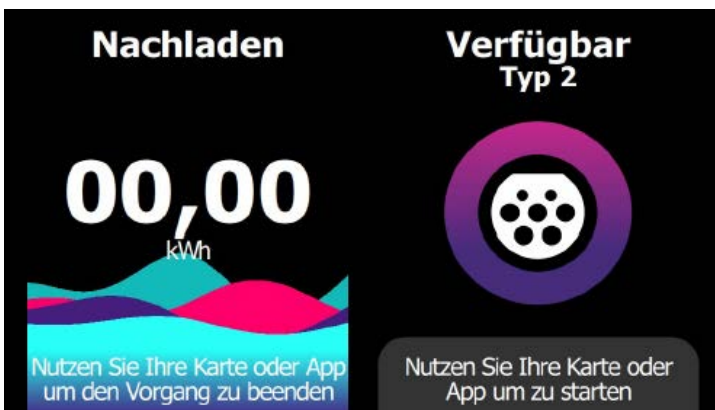 Nachladen
00,00
kWh
Nutzen Sie Ihre Karte oder App
um den Vorgang zu beenden
Verfügbar
Typ 2
Nutzen Sie Ihre Karte oder
App um zu starten